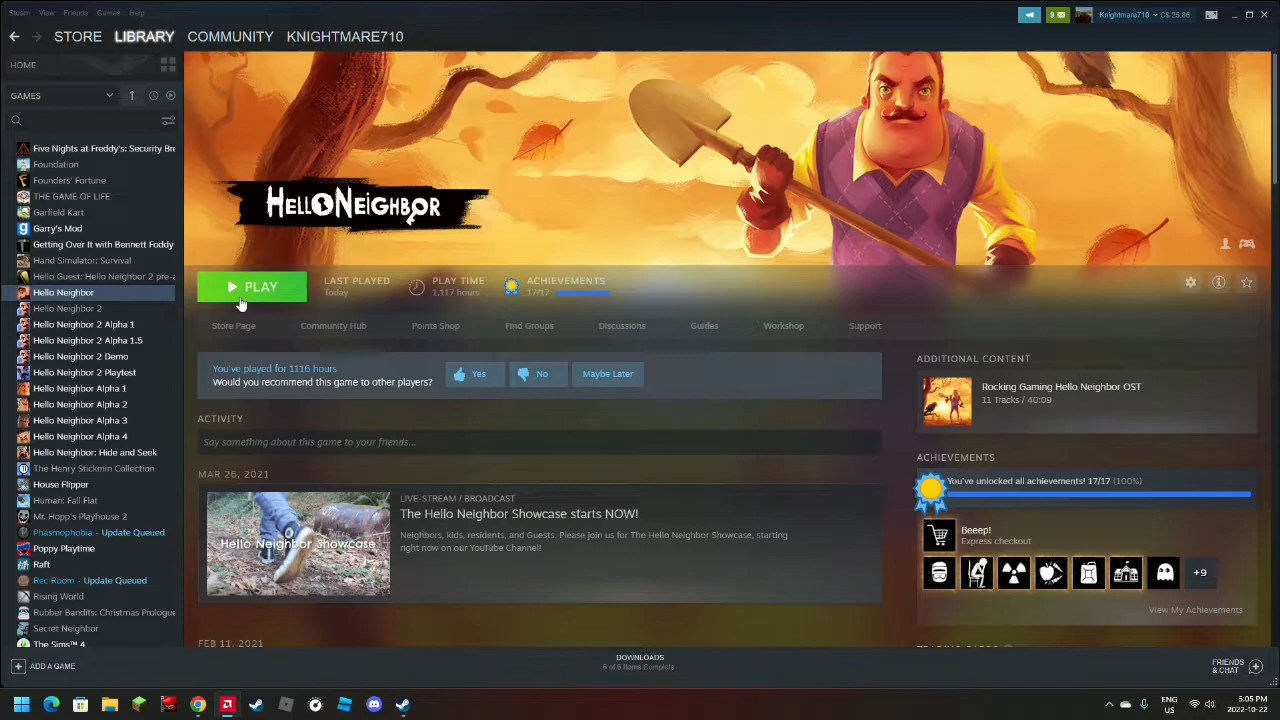 Steam View Friends Games Help
9 Knightmare710 C$ 25.86
STORE LIBRARY COMMUNITY KNIGHTMARE710
HOME
GAMES
Five Nights at Freddy's: Security Bre
Foundation
Founders' Fortune
THE GAME OF LIFE
Garfield Kart
Garry's Mod
Getting Over It with Bennett Foddy
Hand Simulator: Survival
Hello Guest: Hello Neighbor 2 pre-a
Hello Neighbor
Hello Neighbor 2
Hello Neighbor 2 Alpha 1
Hello Neighbor 2 Alpha 1.5
Hello Neighbor 2 Demo
Hello Neighbor 2 Playtest
Hello Neighbor Alpha 1
Hello Neighbor Alpha 2
Hello Neighbor Alpha 3
Hello Neighbor Alpha 4
Hello Neighbor: Hide and Seek
The Henry Stickmin Collection
House Flipper
Human: Fall Flat
Mr. Hopp's Playhouse 2
Phasmophobia - Update Queued
Poppy Playtime
Raft
Rec Room - Update Queued
Rising World
Rubber Bandits: Christmas Prologue
Secret Neighbor
The Sims™ 4
ADD A GAME
HELLO NEIGHBOR
PLAY
LAST PLAYED
Today
PLAY TIME
1,117 hours
ACHIEVEMENTS
17/17
Store Page Community Hub Points Shop Find Groups Discussions Guides Workshop Support
You've played for 1116 hours
Would you recommend this game to other players?
Yes No Maybe Later
ACTIVITY
Say something about this game to your friends...
MAR 26, 2021
Hello Neighbor Showcase
LIVE-STREAM / BROADCAST
The Hello Neighbor Showcase starts NOW!
Neighbors, kids, residents, and Guests. Please join us for The Hello Neighbor Showcase, starting
right now on our YouTube Channel!
FEB 11, 2021
ADDITIONAL CONTENT
Rocking Gaming Hello Neighbor OST
11 Tracks / 40:09
ACHIEVEMENTS
You've unlocked all achievements! 17/17 (100%)
Beeep!
Express checkout
+9
View My Achievements
DOWNLOADS
6 of 6 Items Complete
FRIENDS
& CHAT
ENG
US
5:05 PM
2022-10-22